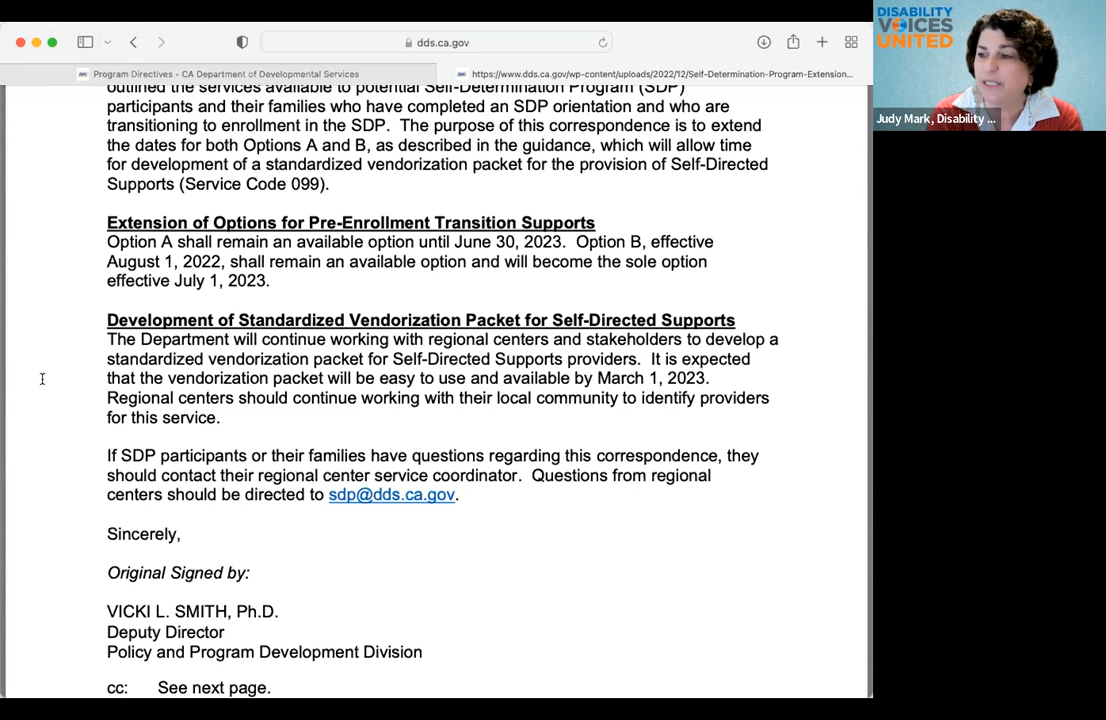 DISABILITY
VOICES
UNITED
Judy Mark, Disability ...
dds.ca.gov
Program Directives - CA Department of Developmental Services
https://www.dds.ca.gov/wp-content/uploads/2022/12/Self-Determination-Program-Extension...
outlined the services available to potential Self-Determination Program (SDP)
participants and their families who have completed an SDP orientation and who are
transitioning to enrollment in the SDP. The purpose of this correspondence is to extend
the dates for both Options A and B, as described in the guidance, which will allow time
for development of a standardized vendorization packet for the provision of Self-Directed
Supports (Service Code 099).
Extension of Options for Pre-Enrollment Transition Supports
Option A shall remain an available option until June 30, 2023. Option B, effective
August 1, 2022, shall remain an available option and will become the sole option
effective July 1, 2023.
Development of Standardized Vendorization Packet for Self-Directed Supports
The Department will continue working with regional centers and stakeholders to develop a
standardized vendorization packet for Self-Directed Supports providers. It is expected
that the vendorization packet will be easy to use and available by March 1, 2023.
Regional centers should continue working with their local community to identify providers
for this service.
If SDP participants or their families have questions regarding this correspondence, they
should contact their regional center service coordinator. Questions from regional
centers should be directed to sdp@dds.ca.gov.
Sincerely,
Original Signed by:
VICKI L. SMITH, Ph.D.
Deputy Director
Policy and Program Development Division
cc: See next page.